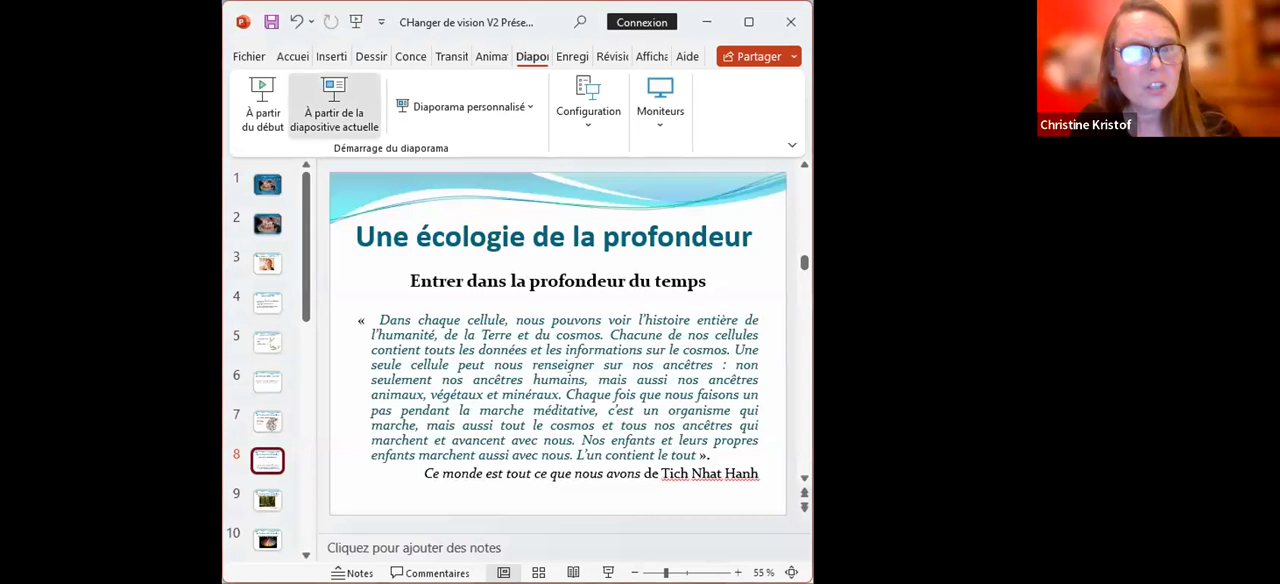 CHanger de vision V2 Prése...
Connexion
Fichier Accuei Inserti Dessir Conce Transit Anima Diapor Enregi Révisio Afficha Aide
Partager
À partir
du début
À partir de la
diapositive actuelle
Diaporama personnalisé
Configuration
Moniteurs
Démarrage du diaporama
1
2
3
4
5
6
7
8
9
10
Une écologie de la profondeur
Entrer dans la profondeur du temps
« Dans chaque cellule, nous pouvons voir l'histoire entière de
l'humanité, de la Terre et du cosmos. Chacune de nos cellules
contient touts les données et les informations sur le cosmos. Une
seule cellule peut nous renseigner sur nos ancêtres : non
seulement nos ancêtres humains, mais aussi nos ancêtres
animaux, végétaux et minéraux. Chaque fois que nous faisons un
pas pendant la marche méditative, c'est un organisme qui
marche, mais aussi tout le cosmos et tous nos ancêtres qui
marchent et avancent avec nous. Nos enfants et leurs propres
enfants marchent aussi avec nous. L'un contient le tout ».
Ce monde est tout ce que nous avons de Tich Nhat Hanh
Cliquez pour ajouter des notes
Notes Commentaires 55 %
Christine Kristof